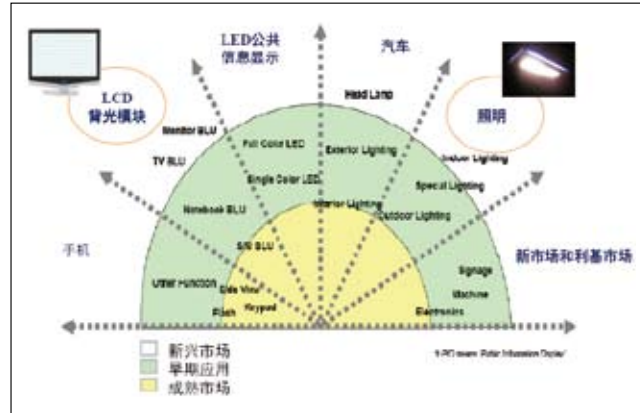 LED公共
信息显示
汽车
LCD
背光模块
照明
Head Lamp
Monitor BLU
Full Color LED
Exterior Lighting
Indoor Lighting
TV BLU
Single Color LED
Special Lighting
Notebook BLU
Interior Lighting
Outdoor Lighting
手机
S/N BLU
新市场和利基市场
Other Function
Side View
Signage
Machine
Flash
Keypad
Electronics
新兴市场
早期应用
成熟市场